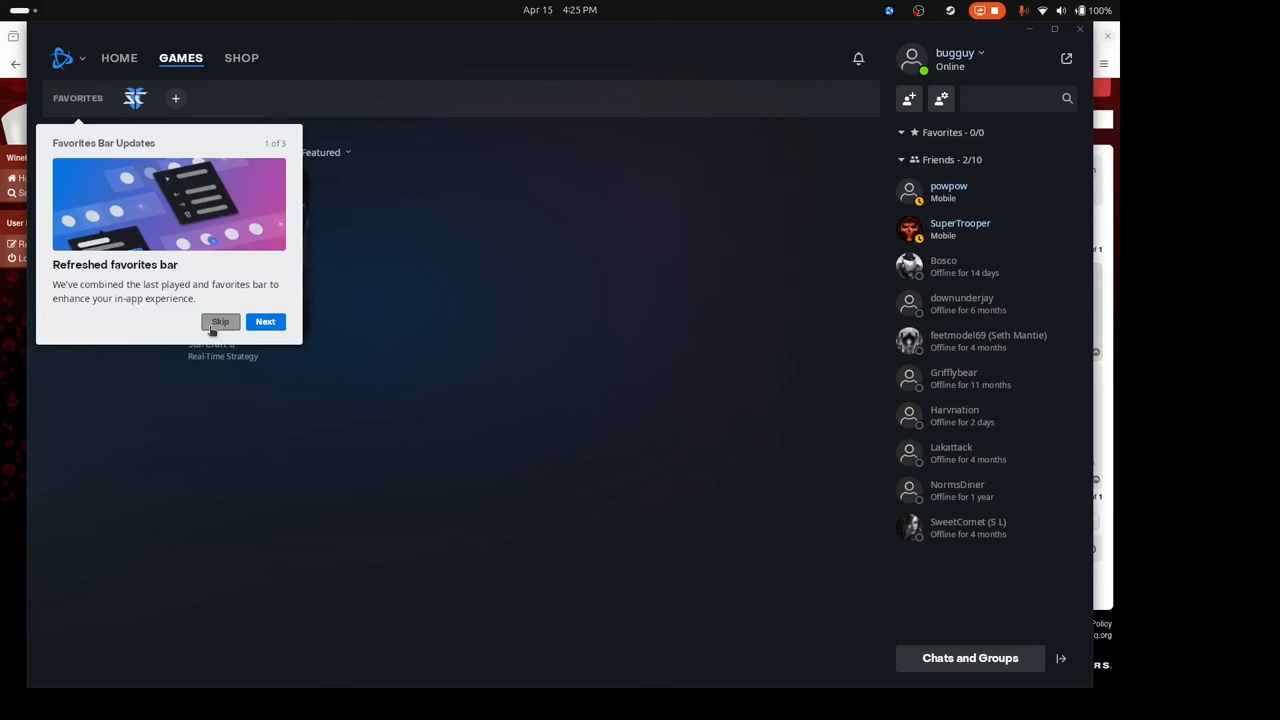 Apr 15 4:25 PM
100%
HOME GAMES SHOP
bugguy
Online
FAVORITES
Favorites Bar Updates 1 of 3
Refreshed favorites bar
We've combined the last played and favorites bar to
enhance your in-app experience.
Skip Next
Featured
Real-Time Strategy
Favorites - 0/0
Friends - 2/10
powpow
Mobile
SuperTrooper
Mobile
Bosco
Offline for 14 days
downunderjay
Offline for 6 months
feetmodel69 (Seth Mantie)
Offline for 4 months
Grifflybear
Offline for 11 months
Harvnation
Offline for 2 days
Lakattack
Offline for 4 months
NormsDiner
Offline for 1 year
SweetComet (S L)
Offline for 4 months
Chats and Groups
Policy
q.org
RS.